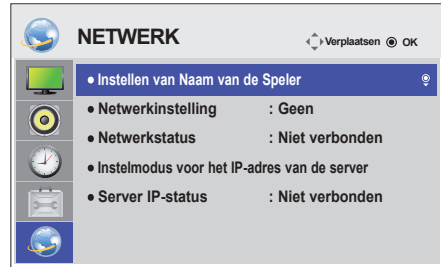 NETWERK
Verplaatsen OK
• Instellen van Naam van de Speler
• Netwerkinstelling : Geen
• Netwerkstatus : Niet verbonden
• Instelmodus voor het IP-adres van de server
• Server IP-status : Niet verbonden